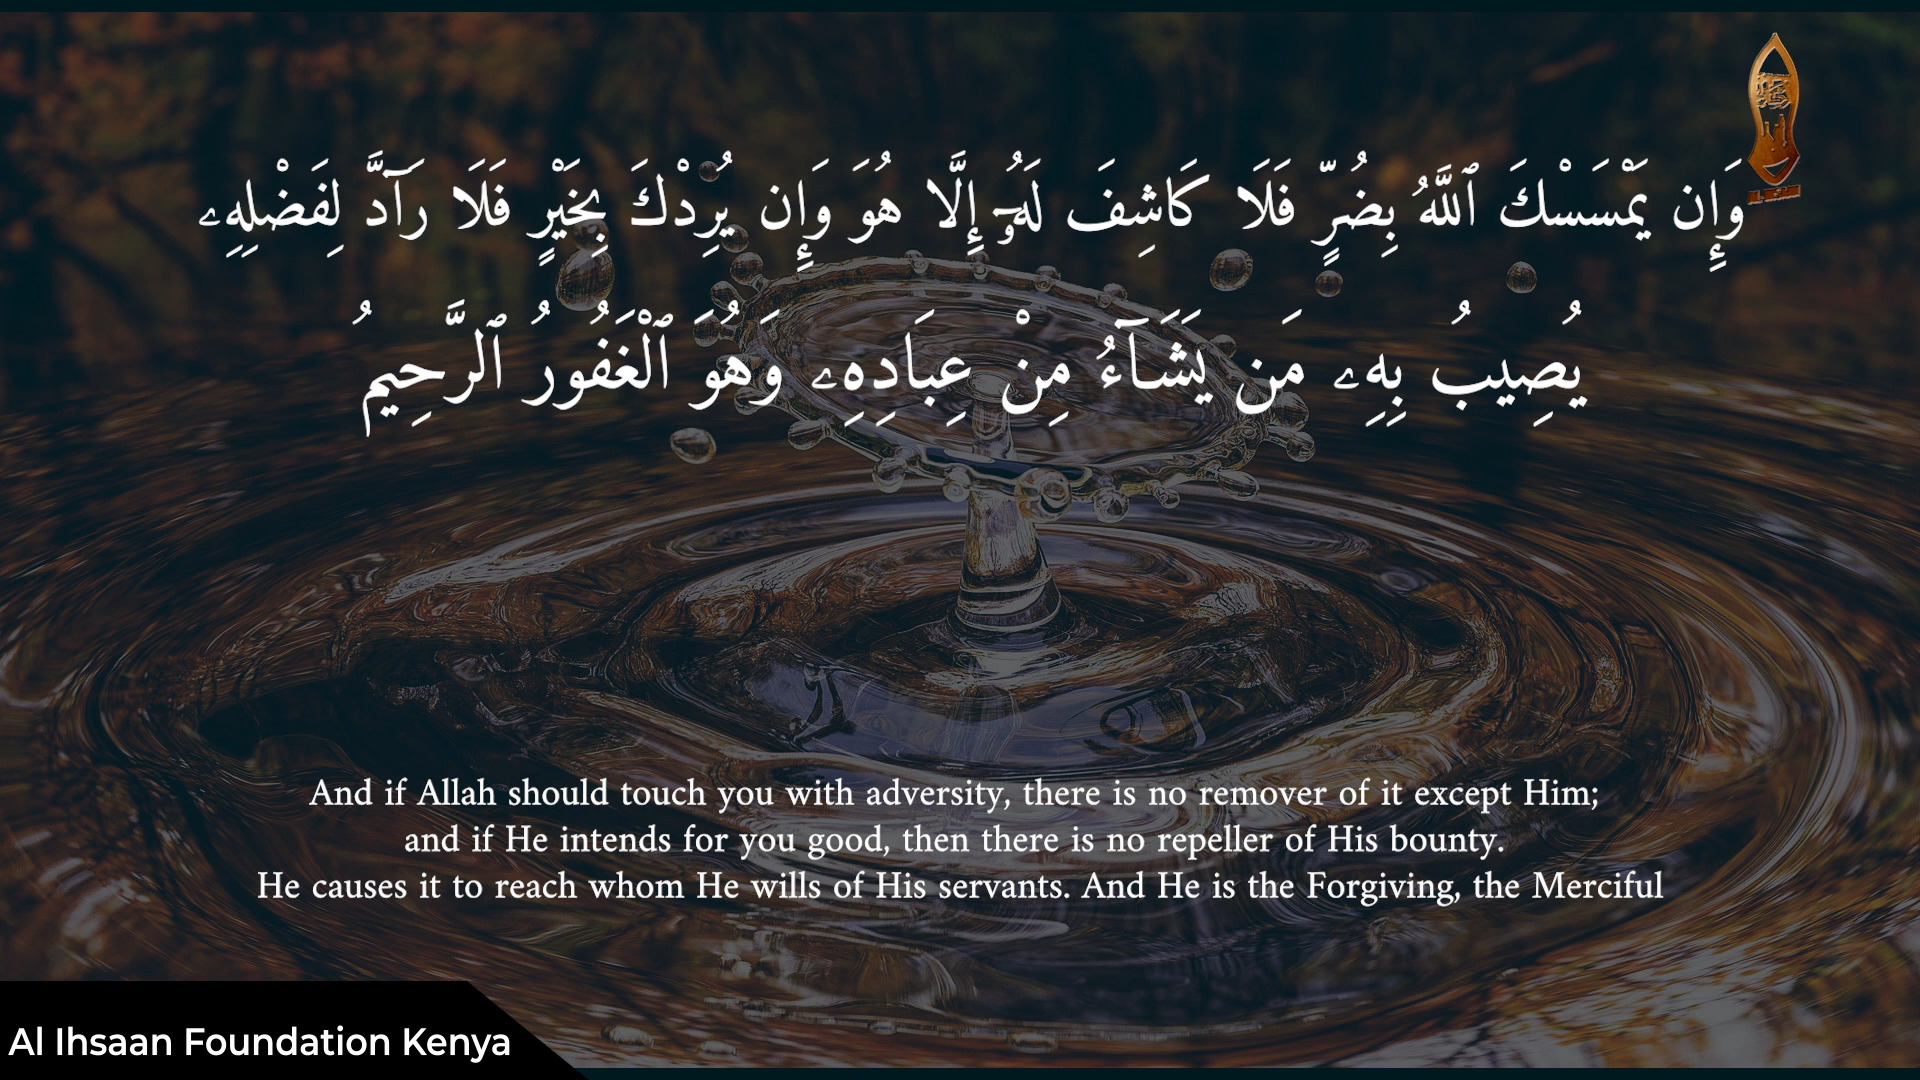 وَإِن يَمْسَسْكَ ٱللَّهُ بِضُرٍّ فَلَا كَاشِفَ لَهُۥٓ إِلَّا هُوَ وَإِن يُرِدْكَ بِخَيْرٍ فَلَا رَآدَّ لِفَضْلِهِۦ
يُصِيبُ بِهِۦ مَن يَشَآءُ مِنْ عِبَادِهِۦ وَهُوَ ٱلْغَفُورُ ٱلرَّحِيمُ
And if Allah should touch you with adversity, there is no remover of it except Him;
and if He intends for you good, then there is no repeller of His bounty.
He causes it to reach whom He wills of His servants. And He is the Forgiving, the Merciful
Al Ihsaan Foundation Kenya